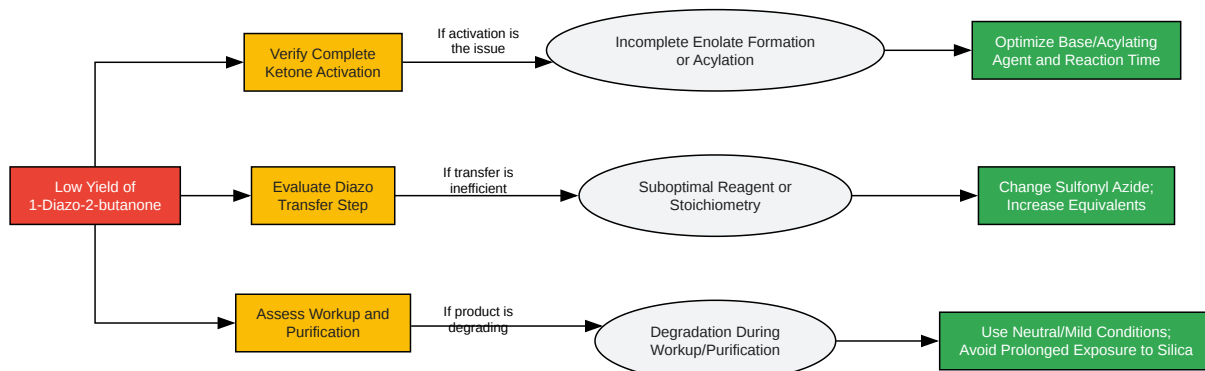 Verify Complete
Ketone Activation
If activation is
the issue
Incomplete Enolate Formation
or Acylation
Optimize Base/Acylating
Agent and Reaction Time
Low Yield of
1-Diazo-2-butanone
Evaluate Diazo
Transfer Step
If transfer is
inefficient
Suboptimal Reagent or
Stoichiometry
Change Sulfonyl Azide;
Increase Equivalents
Assess Workup and
Purification
If product is
degrading
Degradation During
Workup/Purification
Use Neutral/Mild Conditions;
Avoid Prolonged Exposure to Silica